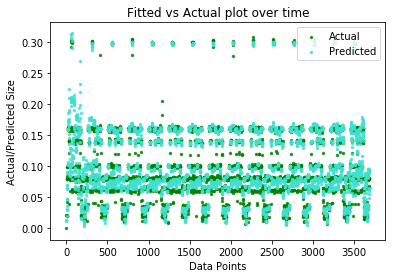 Fitted vs Actual plot over time
Actual
Predicted
0.30
0.25
0.20
0.15
0.10
0.05
0.00
Actual/Predicted Size
0 500 1000 1500 2000 2500 3000 3500
Data Points